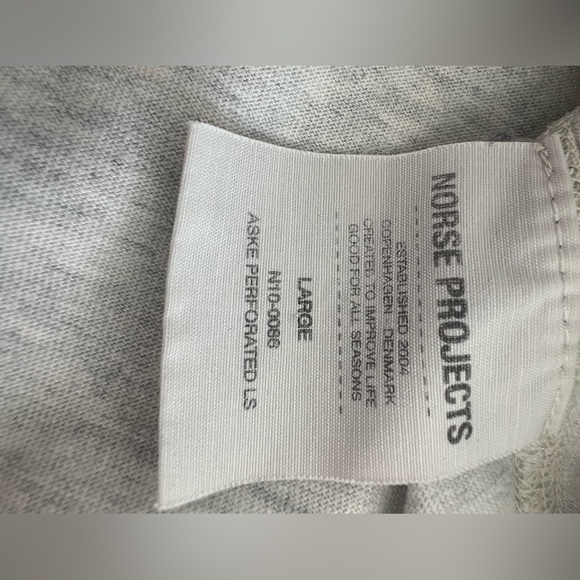 NORSE PROJECTS
ESTABLISHED 2004
COPENHAGEN, DENMARK
CREATED TO IMPROVE LIFE
GOOD FOR ALL SEASONS
LARGE
N10-0086
ASKE PERFORATED LS